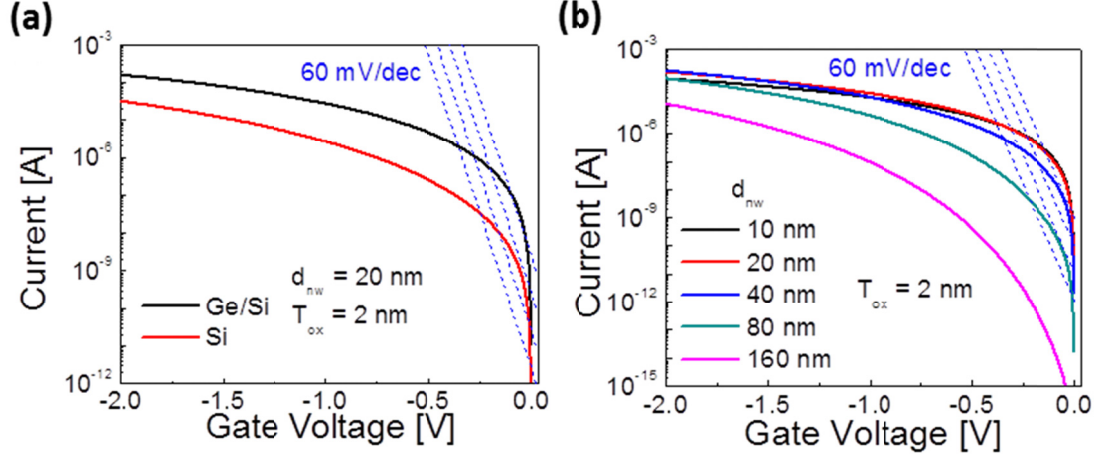 (a)
10⁻³
10⁻⁶
10⁻⁹
10⁻¹²
Current [A]
60 mV/dec
d_nw = 20 nm
T_ox = 2 nm
Ge/Si
Si
-2.0 -1.5 -1.0 -0.5 0.0
Gate Voltage [V]
(b)
10⁻³
10⁻⁶
10⁻⁹
10⁻¹²
10⁻¹⁵
Current [A]
60 mV/dec
d_nw
10 nm
20 nm
40 nm
80 nm
160 nm
T_ox = 2 nm
-2.0 -1.5 -1.0 -0.5 0.0
Gate Voltage [V]